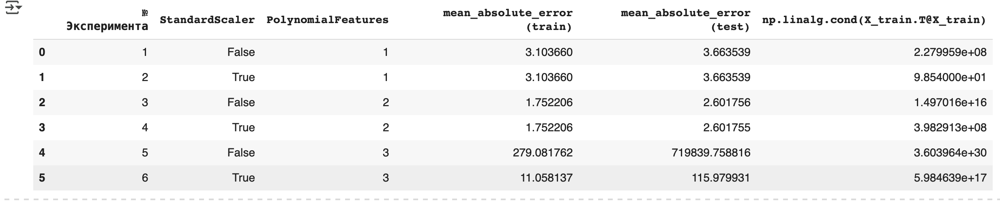 № Эксперимента StandardScaler PolynomialFeatures mean_absolute_error (train) mean_absolute_error (test) np.linalg.cond(X_train.T@X_train)
0 1 False 1 3.103660 3.663539 2.279959e+08
1 2 True 1 3.103660 3.663539 9.854000e+01
2 3 False 2 1.752206 2.601756 1.497016e+16
3 4 True 2 1.752206 2.601755 3.982913e+08
4 5 False 3 279.081762 719839.758816 3.603964e+30
5 6 True 3 11.058137 115.979931 5.984639e+17